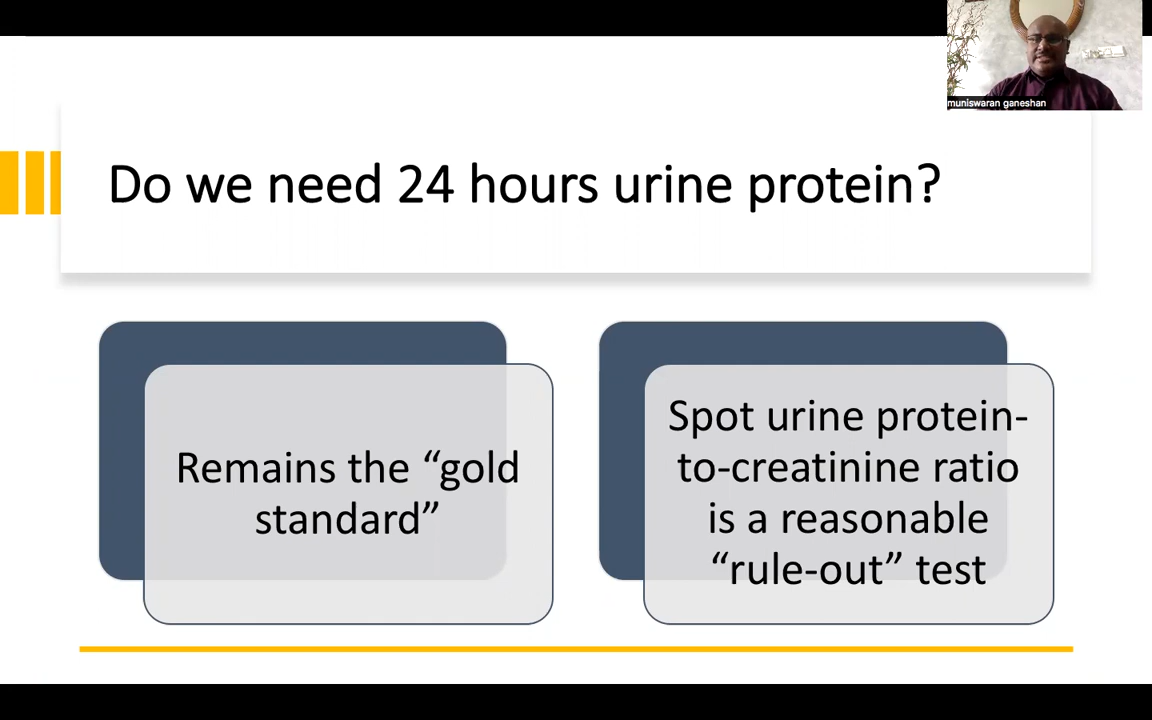 muniswaran ganeshan
Do we need 24 hours urine protein?
Remains the “gold
standard”
Spot urine protein-
to-creatinine ratio
is a reasonable
“rule-out” test